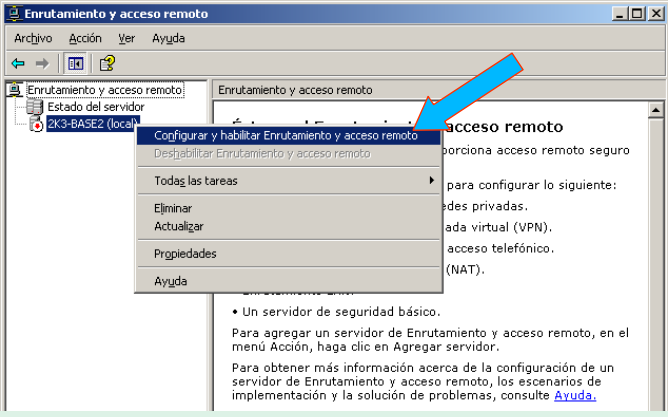 Enrutamiento y acceso remoto
Archivo Acción Ver Ayuda
Enrutamiento y acceso remoto
Estado del servidor
2K3-BASE2 (local)
Configurar y habilitar Enrutamiento y acceso remoto
Deshabilitar Enrutamiento y acceso remoto
Todas las tareas
Eliminar
Actualizar
Propiedades
Ayuda
Enrutamiento y acceso remoto
acceso remoto
porciona acceso remoto seguro
para configurar lo siguiente:
edes privadas.
ada virtual (VPN).
acceso telefónico.
(NAT).
• Un servidor de seguridad básico.
Para agregar un servidor de Enrutamiento y acceso remoto, en el
menú Acción, haga clic en Agregar servidor.
Para obtener más información acerca de la configuración de un
servidor de Enrutamiento y acceso remoto, los escenarios de
implementación y la solución de problemas, consulte Ayuda.